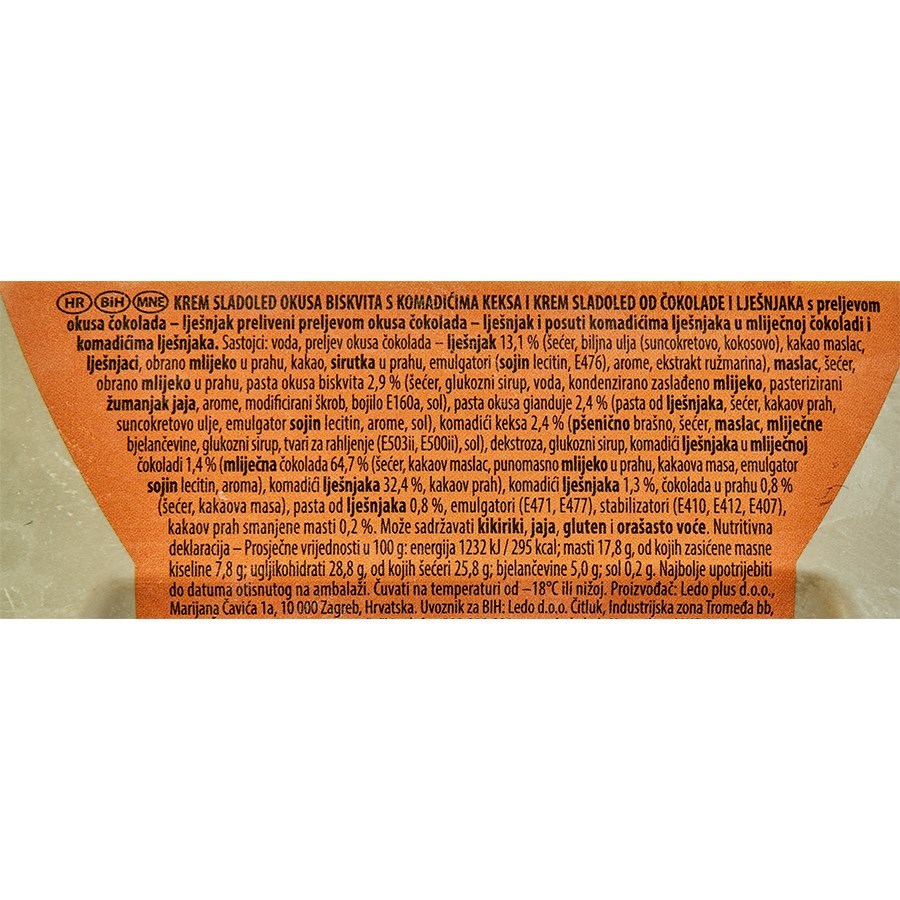 HR BiH MNE KREM SLADOLED OKUSA BISKVITA S KOMADIĆIMA KEKSA I KREM SLADOLED OD ČOKOLADE I LJEŠNJAKA s preljevom
okusa čokolada – lješnjak preliveni preljevom okusa čokolada – lješnjak i posuti komadićima lješnjaka u mliječnoj čokoladi i
komadićima lješnjaka. Sastojci: voda, preljev okusa čokolada – lješnjak 13,1 % (šećer, biljna ulja (suncokretovo, kokosovo), kakao maslac,
lješnjaci, obrano mlijeko u prahu, kakao, sirutka u prahu, emulgatori (sojin lecitin, E476), arome, ekstrakt ružmarina), maslac, šećer,
obrano mlijeko u prahu, pasta okusa biskvita 2,9 % (šećer, glukozni sirup, voda, kondenzirano zaslađeno mlijeko, pasterizirani
žumanjak jaja, arome, modificirani škrob, bojilo E160a, sol), pasta okusa gianduje 2,4 % (pasta od lješnjaka, šećer, kakaov prah,
suncokretovo ulje, emulgator sojin lecitin, arome, sol), komadići keksa 2,4 % (pšenično brašno, šećer, maslac, mliječne
bjelančevine, glukozni sirup, tvari za rahljenje (E503ii, E500ii), sol), dekstroza, glukozni sirup, komadići lješnjaka u mliječnoj
čokoladi 1,4 % (mliječna čokolada 64,7 % (šećer, kakaov maslac, punomasno mlijeko u prahu, kakaova masa, emulgator
sojin lecitin, aroma), komadići lješnjaka 32,4 %, kakaov prah), komadići lješnjaka 1,3 %, čokolada u prahu 0,8 %
(šećer, kakaova masa), pasta od lješnjaka 0,8 %, emulgatori (E471, E477), stabilizatori (E410, E412, E407),
kakaov prah smanjene masti 0,2 %. Može sadržavati kikiriki, jaja, gluten i orašasto voće. Nutritivna
deklaracija – Prosječne vrijednosti u 100 g: energija 1232 kJ / 295 kcal; masti 17,8 g, od kojih zasićene masne
kiseline 7,8 g; ugljikohidrati 28,8 g, od kojih šećeri 25,8 g; bjelančevine 5,0 g; sol 0,2 g. Najbolje upotrijebiti
do datuma otisnutog na ambalaži. Čuvati na temperaturi od –18°C ili nižoj. Proizvođač: Ledo plus d.o.o.,
Marijana Čavića 1a, 10 000 Zagreb, Hrvatska. Uvoznik za BIH: Ledo d.o.o. Čitluk, Industrijska zona Tromeđa bb,